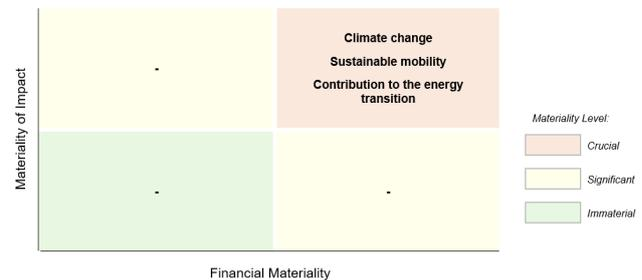 Materiality of Impact
-
Climate change
Sustainable mobility
Contribution to the energy
transition
-
-
Financial Materiality
Materiality Level:
Crucial
Significant
Immaterial